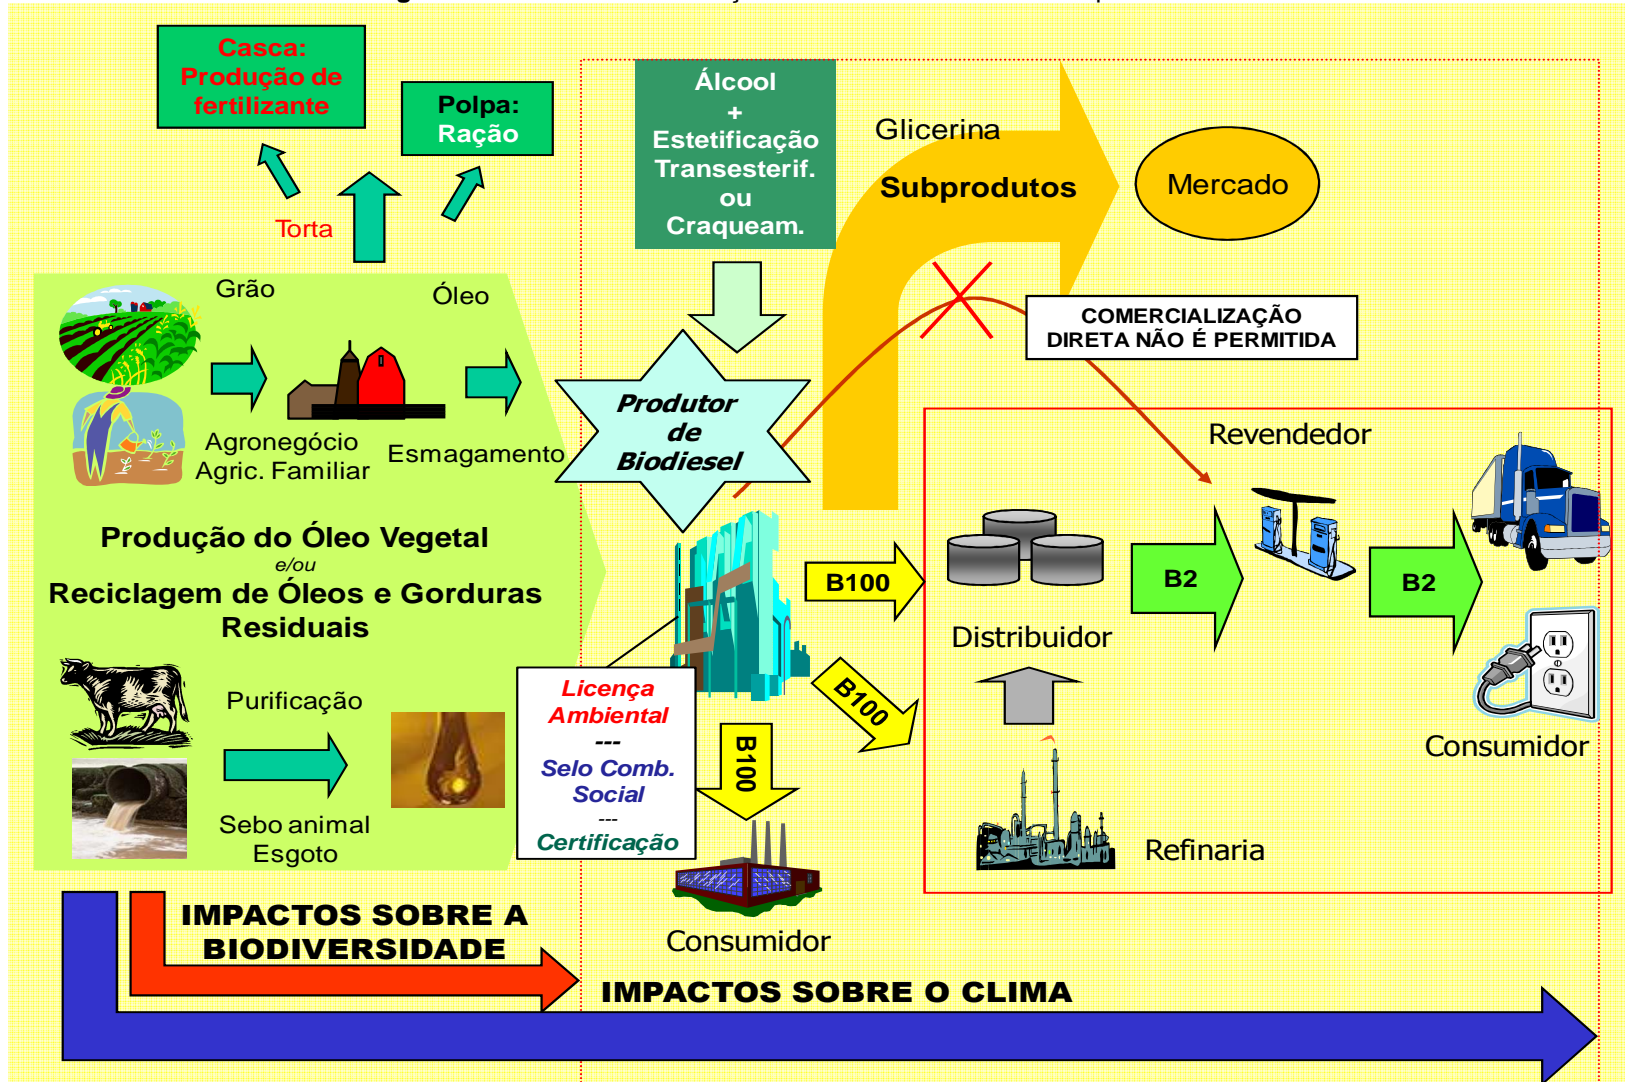 Casca:
Produção de
fertilizante
Polpa:
Ração
Torta
Álcool
+
Estetificação
Transesterif.
ou
Craqueam.
Glicerina
Subprodutos
Mercado
COMERCIALIZAÇÃO
DIRETA NÃO É PERMITIDA
Grão
Óleo
Agronegócio
Agric. Familiar
Esmagamento
Produtor
de
Biodiesel
Produção do Óleo Vegetal
e/ou
Reciclagem de Óleos e Gorduras
Residuais
Purificação
Sebo animal
Esgoto
Licença
Ambiental
---
Selo Comb.
Social
---
Certificação
B100
B100
B100
Consumidor
Distribuidor
Refinaria
B2
Revendedor
B2
Consumidor
IMPACTOS SOBRE A
BIODIVERSIDADE
IMPACTOS SOBRE O CLIMA